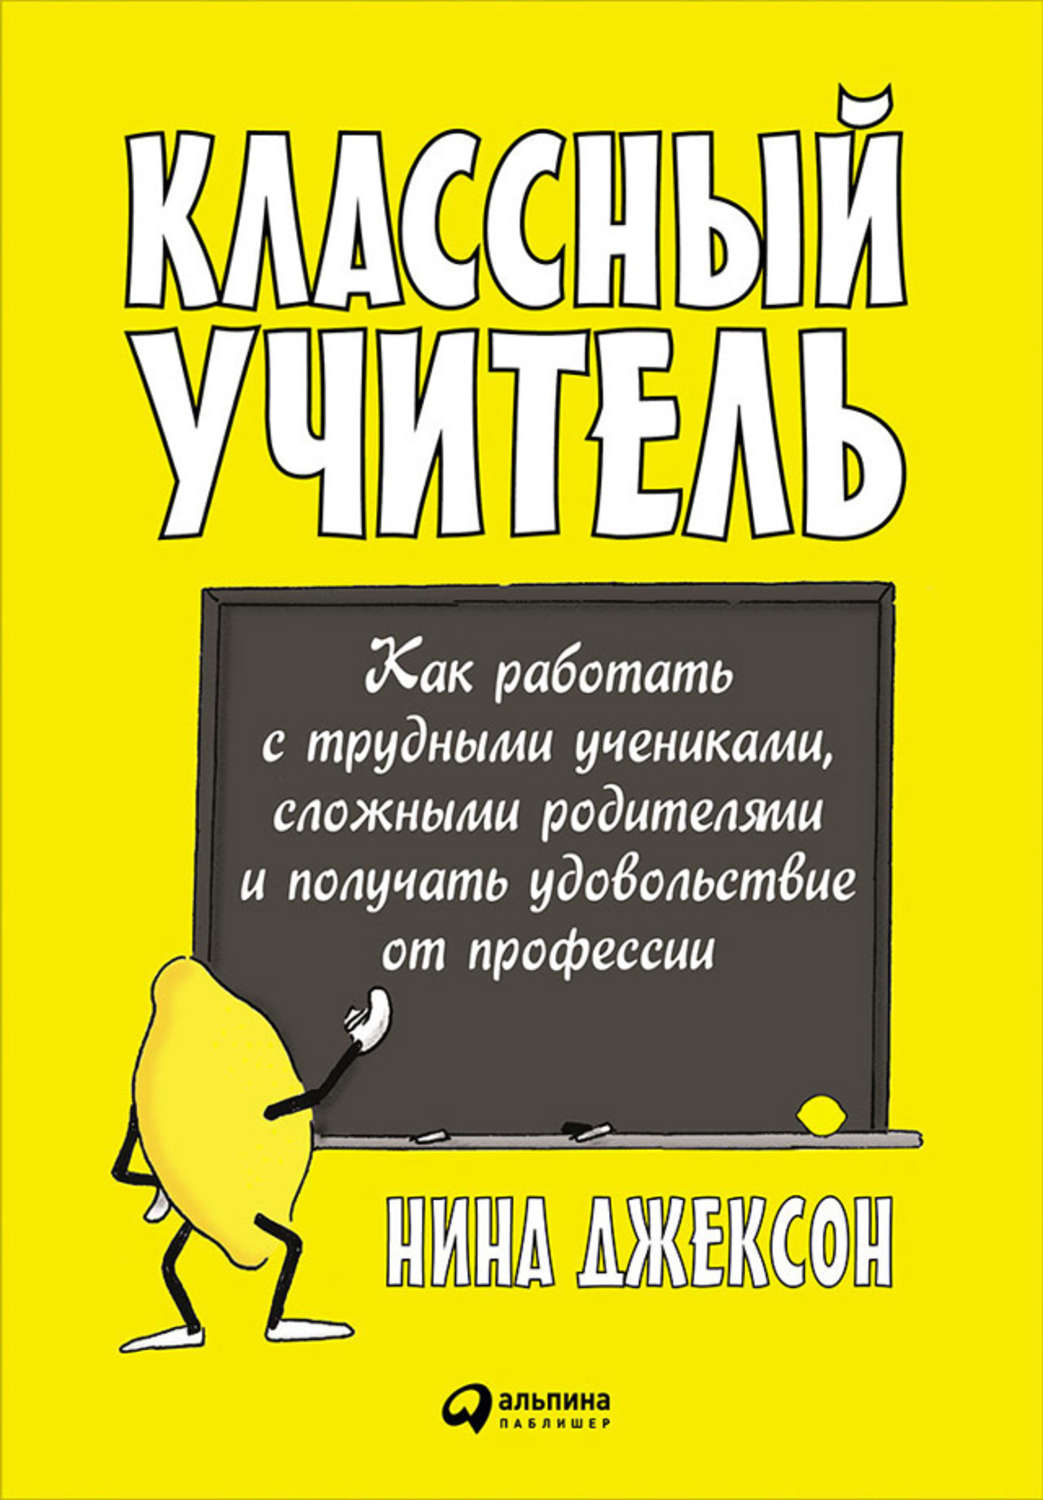 КЛАССНЫЙ
УЧИТЕЛЬ
Как работать
с трудными учениками,
сложными родителями
и получать удовольствие
от профессии
НИНА ДЖЕКСОН
альпина
ПАБЛИШЕР